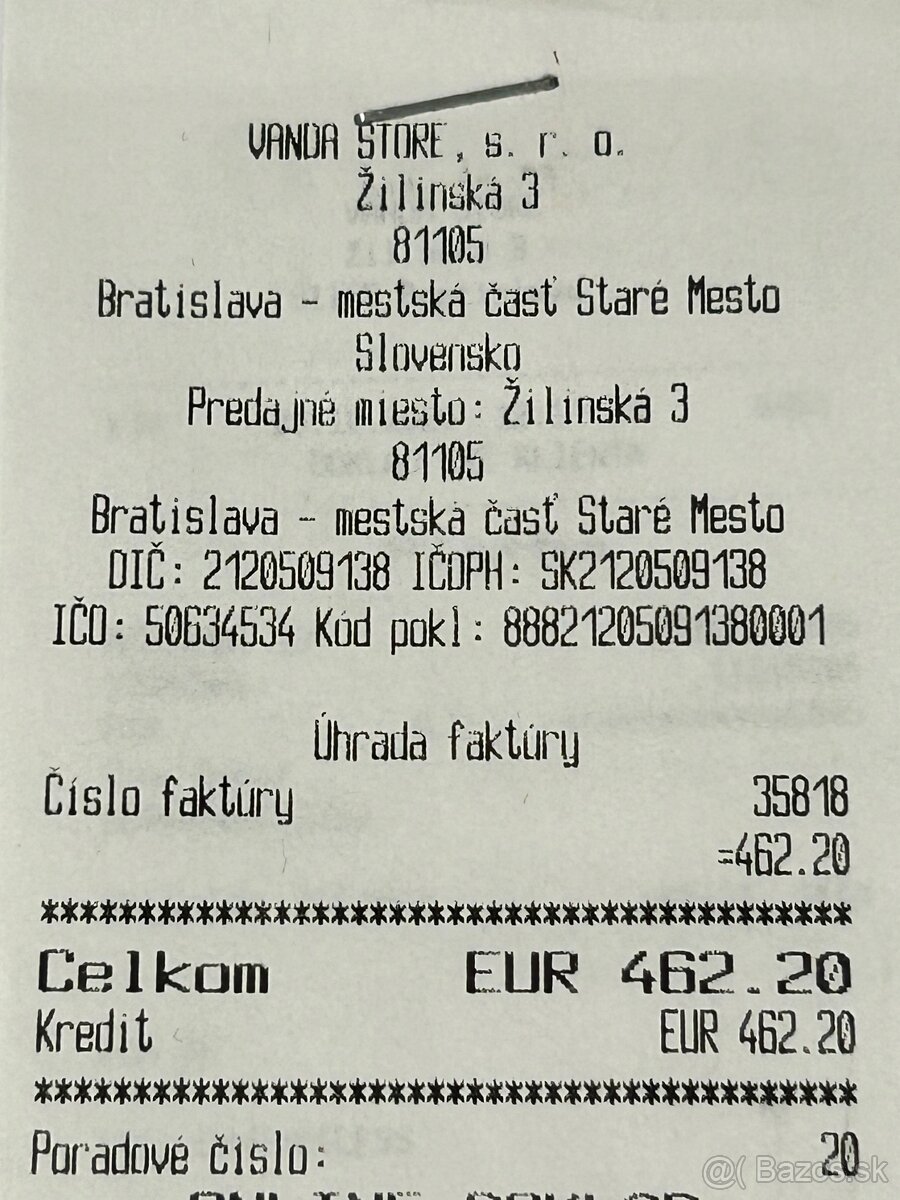 VANDA STORE, s. r. o.
Žilinská 3
81105
Bratislava - mestská časť Staré Mesto
Slovensko
Predajné miesto: Žilinská 3
81105
Bratislava - mestská časť Staré Mesto
DIČ: 2120509138 IČDPH: SK2120509138
IČO: 50634534 Kód pokl: 88821205091380001
Úhrada faktúry
Číslo faktúry 35818
=462.20
******************************************
Celkom EUR 462.20
Kredit EUR 462.20
******************************************
Poradové číslo: 20
@( Bazos.sk